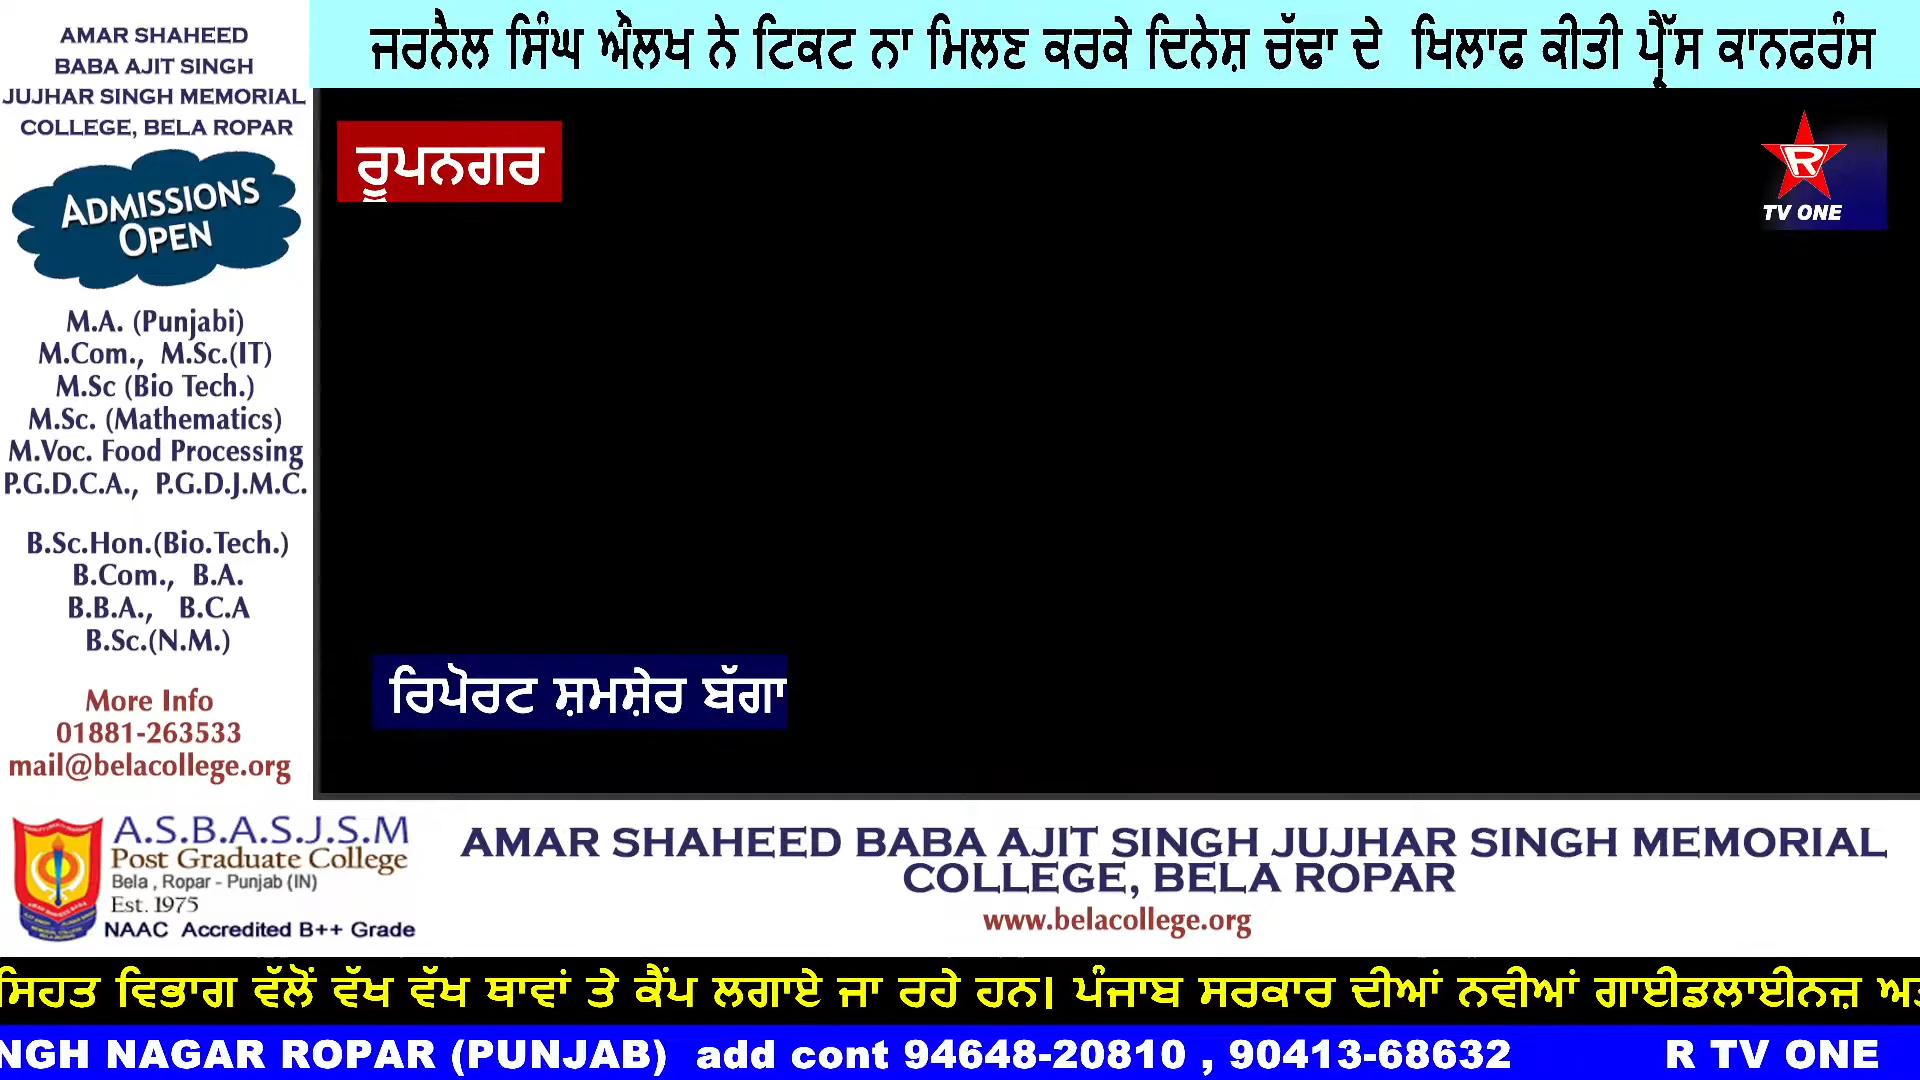 ਜਰਨੈਲ ਸਿੰਘ ਔਲਖ ਨੇ ਟਿਕਟ ਨਾ ਮਿਲਣ ਕਰਕੇ ਦਿਨੇਸ਼ ਚੱਢਾ ਦੇ ਖਿਲਾਫ ਕੀਤੀ ਪ੍ਰੈੱਸ ਕਾਨਫਰੰਸ
AMAR SHAHEED
BABA AJIT SINGH
JUJHAR SINGH MEMORIAL
COLLEGE, BELA ROPAR
ADMISSIONS
OPEN
M.A. (Punjabi)
M.Com., M.Sc.(IT)
M.Sc (Bio Tech.)
M.Sc. (Mathematics)
M.Voc. Food Processing
P.G.D.C.A., P.G.D.J.M.C.
B.Sc.Hon.(Bio.Tech.)
B.Com., B.A.
B.B.A., B.C.A
B.Sc.(N.M.)
More Info
01881-263533
mail@belacollege.org
ਰੂਪਨਗਰ
R
TV ONE
ਰਿਪੋਰਟ ਸ਼ਮਸ਼ੇਰ ਬੱਗਾ
A.S.B.A.S.J.S.M
Post Graduate College
Bela , Ropar - Punjab (IN)
Est. 1975
NAAC Accredited B++ Grade
AMAR SHAHEED BABA AJIT SINGH JUJHAR SINGH MEMORIAL
COLLEGE, BELA ROPAR
www.belacollege.org
ਸਿਹਤ ਵਿਭਾਗ ਵੱਲੋਂ ਵੱਖ ਵੱਖ ਥਾਵਾਂ ਤੇ ਕੈਂਪ ਲਗਾਏ ਜਾ ਰਹੇ ਹਨ। ਪੰਜਾਬ ਸਰਕਾਰ ਦੀਆਂ ਨਵੀਆਂ ਗਾਈਡਲਾਈਨਜ਼
NGH NAGAR ROPAR (PUNJAB) add cont 94648-20810 , 90413-68632 R TV ONE